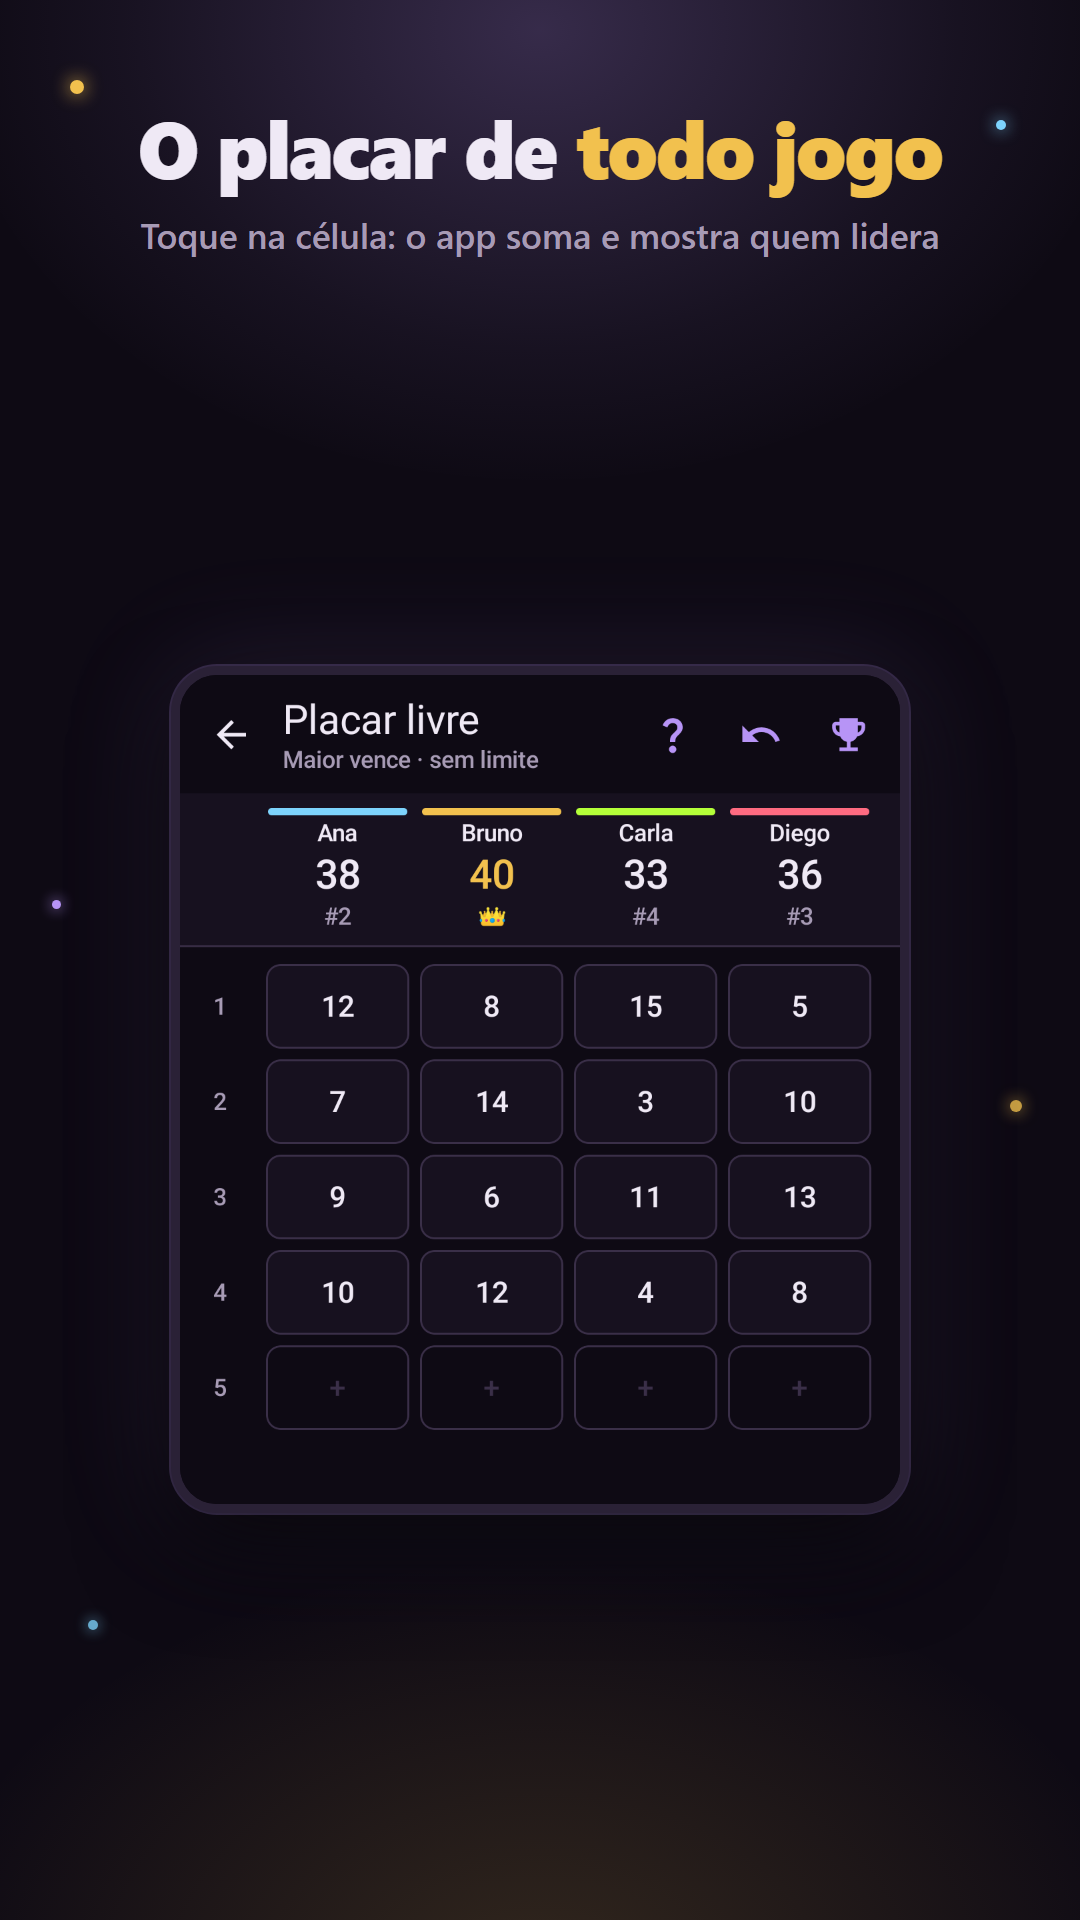 O placar de todo jogo
Toque na célula: o app soma e mostra quem lidera
Placar livre
?
Maior vence · sem limite
Ana Bruno Carla Diego
38 40 33 36
#2 👑 #4 #3
1 12 8 15 5
2 7 14 3 10
3 9 6 11 13
4 10 12 4 8
5 + + + +